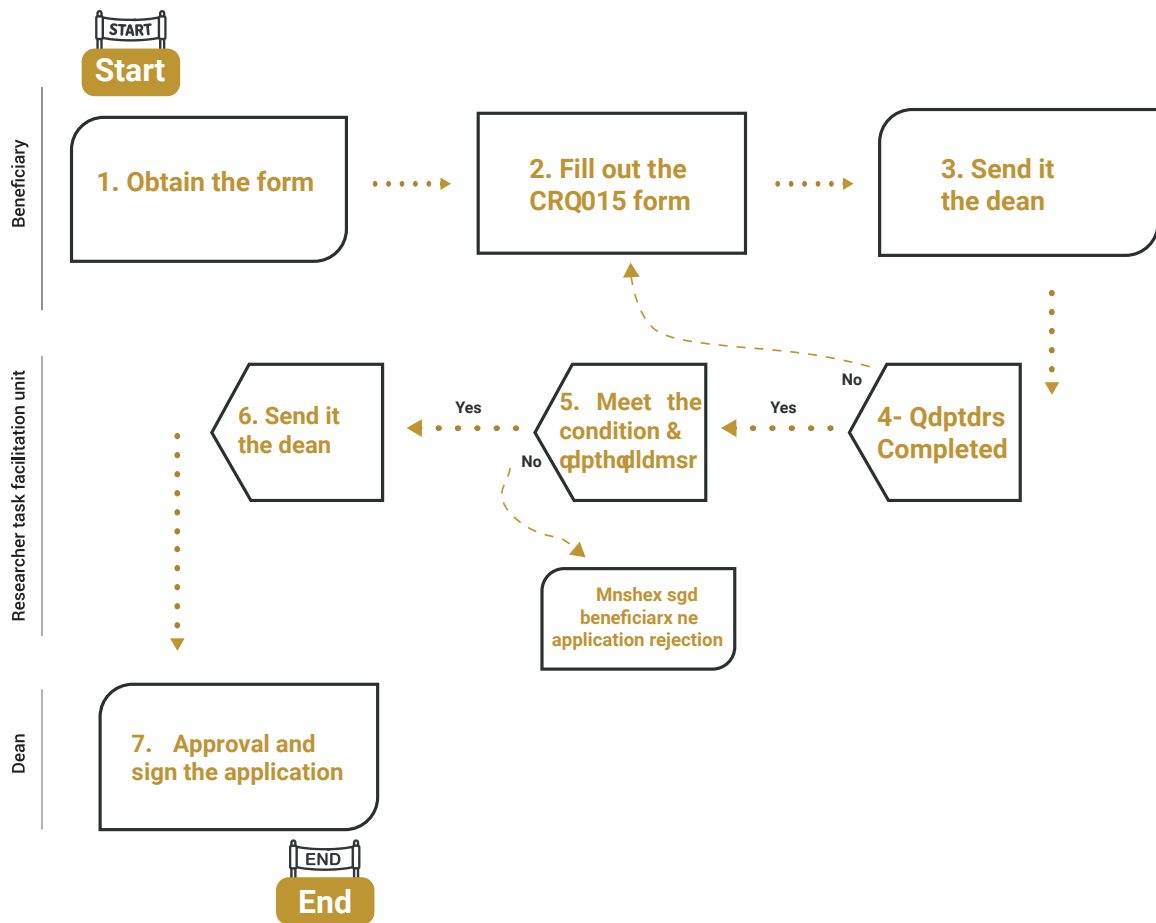 START
Start
Beneficiary
1. Obtain the form
2. Fill out the
CRQ015 form
3. Send it
the dean
Researcher task facilitation unit
6. Send it
the dean
Yes
5. Meet the
condition &
No
Yes
No
4- Qdptdrs
Completed
Mnshex sgd
beneficiarx ne
application rejection
Dean
7. Approval and
sign the application
END
End